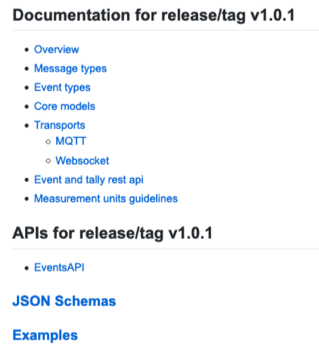 Documentation for release/tag v1.0.1
Overview
Message types
Event types
Core models
Transports
MQTT
Websocket
Event and tally rest api
Measurement units guidelines
APIs for release/tag v1.0.1
EventsAPI
JSON Schemas
Examples